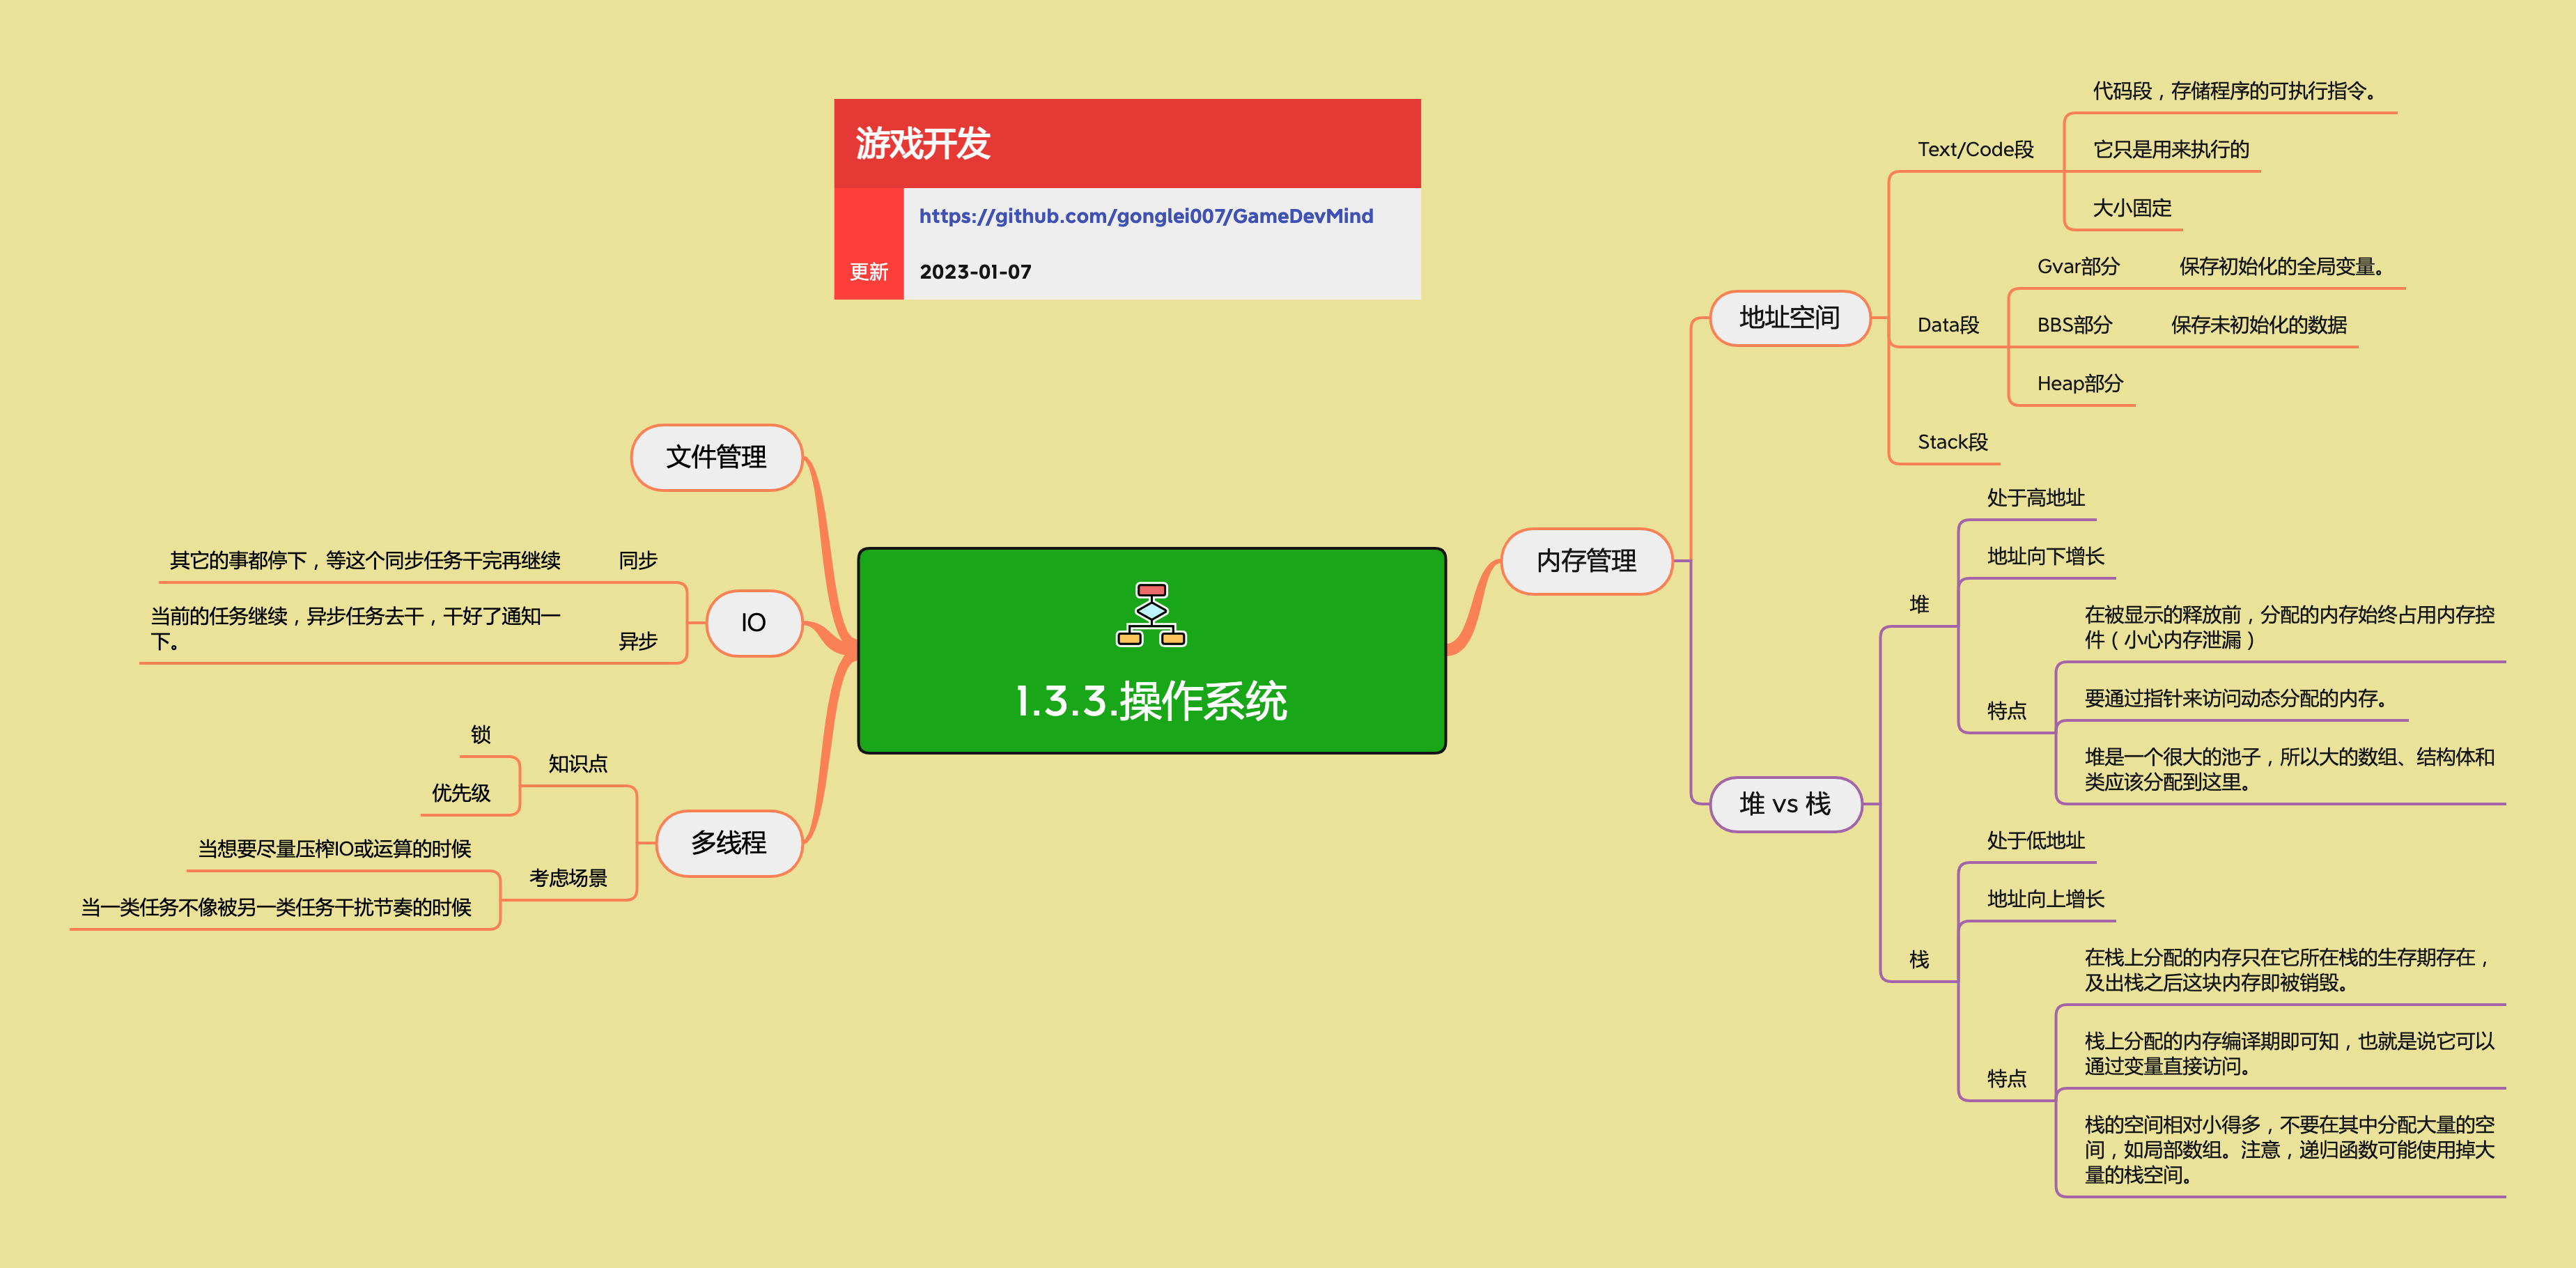 游戏开发
https://github.com/gonglei007/GameDevMind
更新
2023-01-07
1.3.3.操作系统
内存管理
地址空间
Text/Code段
代码段，存储程序的可执行指令。
它只是用来执行的
大小固定
Data段
Gvar部分
保存初始化的全局变量。
BBS部分
保存未初始化的数据
Heap部分
Stack段
堆 vs 栈
堆
处于高地址
地址向下增长
特点
在被显示的释放前，分配的内存始终占用内存控
件（小心内存泄漏）
要通过指针来访问动态分配的内存。
堆是一个很大的池子，所以大的数组、结构体和
类应该分配到这里。
栈
处于低地址
地址向上增长
特点
在栈上分配的内存只在它所在栈的生存期存在，
及出栈之后这块内存即被销毁。
栈上分配的内存编译期即可知，也就是说它可以
通过变量直接访问。
栈的空间相对小得多，不要在其中分配大量的空
间，如局部数组。注意，递归函数可能使用掉大
量的栈空间。
文件管理
IO
同步
其它的事都停下，等这个同步任务干完再继续
异步
当前的任务继续，异步任务去干，干好了通知一
下。
多线程
知识点
锁
优先级
考虑场景
当想要尽量压榨IO或运算的时候
当一类任务不像被另一类任务干扰节奏的时候